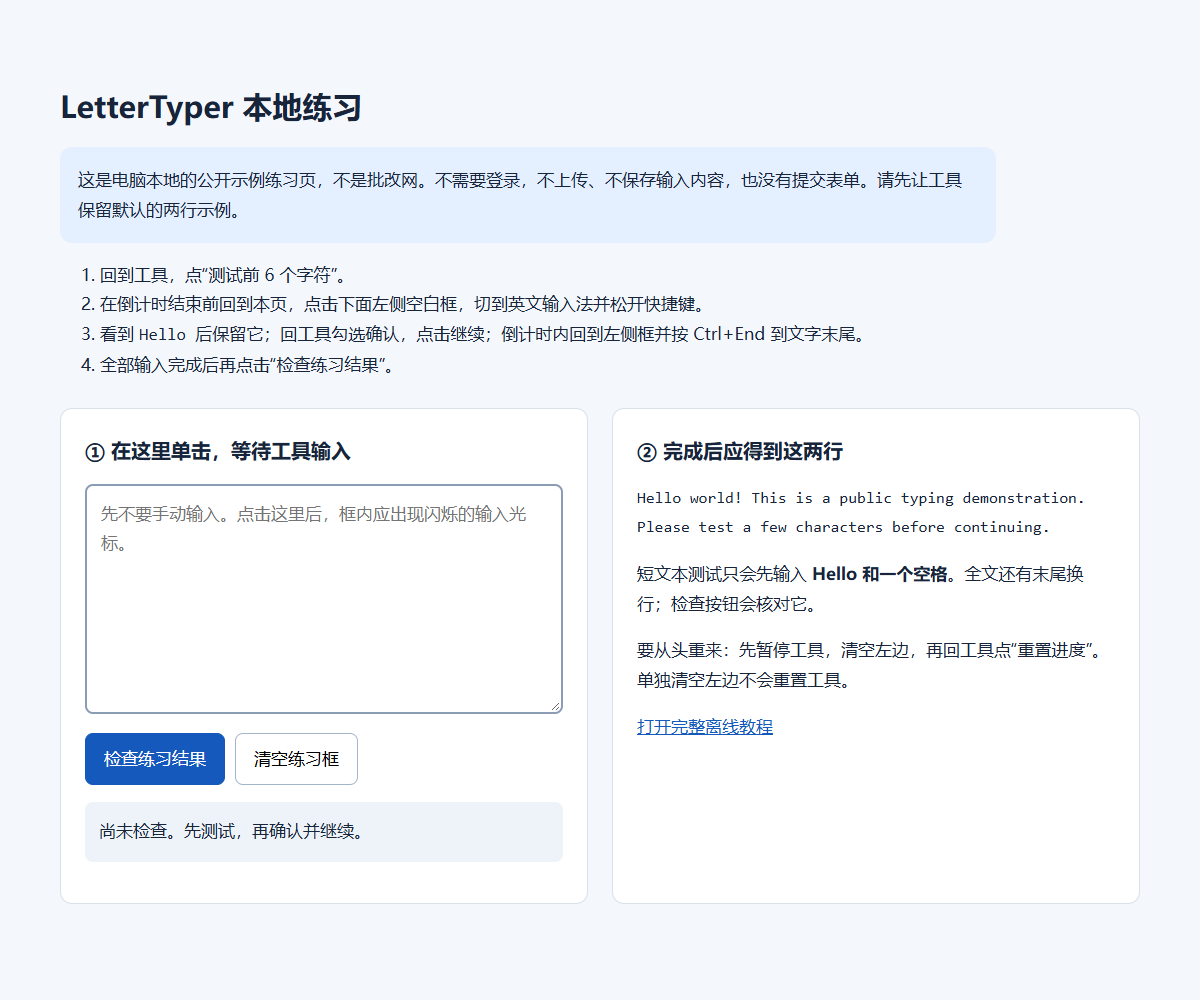 LetterTyper 本地练习
这是电脑本地的公开示例练习页，不是批改网。不需要登录，不上传、不保存输入内容，也没有提交表单。请先让工具
保留默认的两行示例。
1. 回到工具，点“测试前 6 个字符”。
2. 在倒计时结束前回到本页，点击下面左侧空白框，切到英文输入法并松开快捷键。
3. 看到 Hello 后保留它；回工具勾选确认，点击继续；倒计时内回到左侧框并按 Ctrl+End 到文字末尾。
4. 全部输入完成后再点击“检查练习结果”。
① 在这里单击，等待工具输入
先不要手动输入。点击这里后，框内应出现闪烁的输入光
标。
检查练习结果
清空练习框
尚未检查。先测试，再确认并继续。
② 完成后应得到这两行
Hello world! This is a public typing demonstration.
Please test a few characters before continuing.
短文本测试只会先输入 Hello 和一个空格。全文还有末尾换
行；检查按钮会核对它。
要从头重来：先暂停工具，清空左边，再回工具点“重置进度”。
单独清空左边不会重置工具。
打开完整离线教程